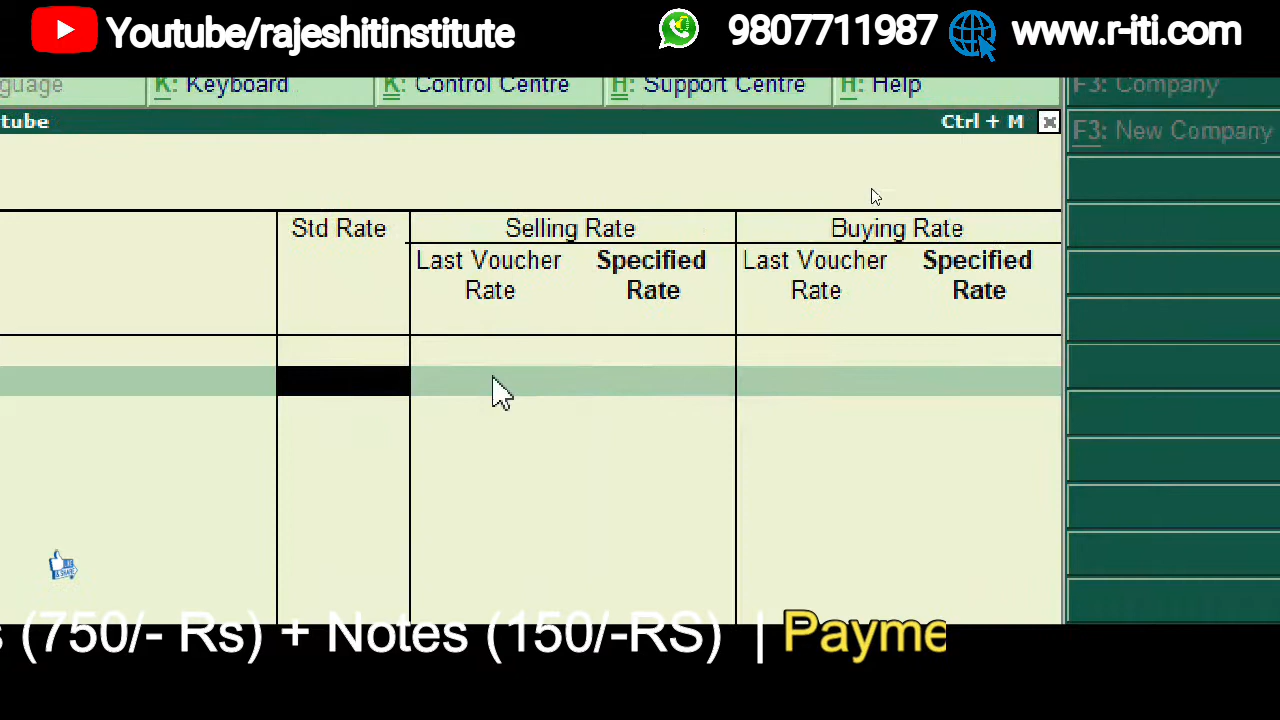 Youtube/rajeshitinstitute 9807711987 www.r-iti.com
nguage K: Keyboard K: Control Centre H: Support Centre H: Help F3: Company
tube Ctrl + M F3: New Company
Std Rate Selling Rate Buying Rate
Last Voucher Rate Specified Rate Last Voucher Rate Specified Rate
s (750/- Rs) + Notes (150/-RS) | Payme